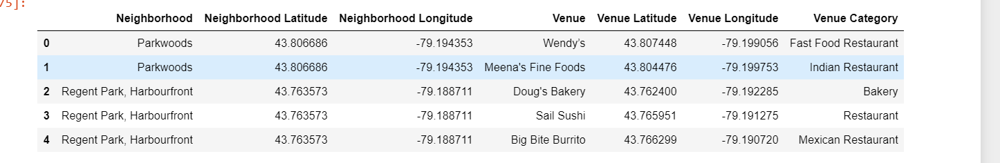 75]:
Neighborhood Neighborhood Latitude Neighborhood Longitude Venue Venue Latitude Venue Longitude Venue Category
0 Parkwoods 43.806686 -79.194353 Wendy’s 43.807448 -79.199056 Fast Food Restaurant
1 Parkwoods 43.806686 -79.194353 Meena's Fine Foods 43.804476 -79.199753 Indian Restaurant
2 Regent Park, Harbourfront 43.763573 -79.188711 Doug's Bakery 43.762400 -79.192285 Bakery
3 Regent Park, Harbourfront 43.763573 -79.188711 Sail Sushi 43.765951 -79.191275 Restaurant
4 Regent Park, Harbourfront 43.763573 -79.188711 Big Bite Burrito 43.766299 -79.190720 Mexican Restaurant